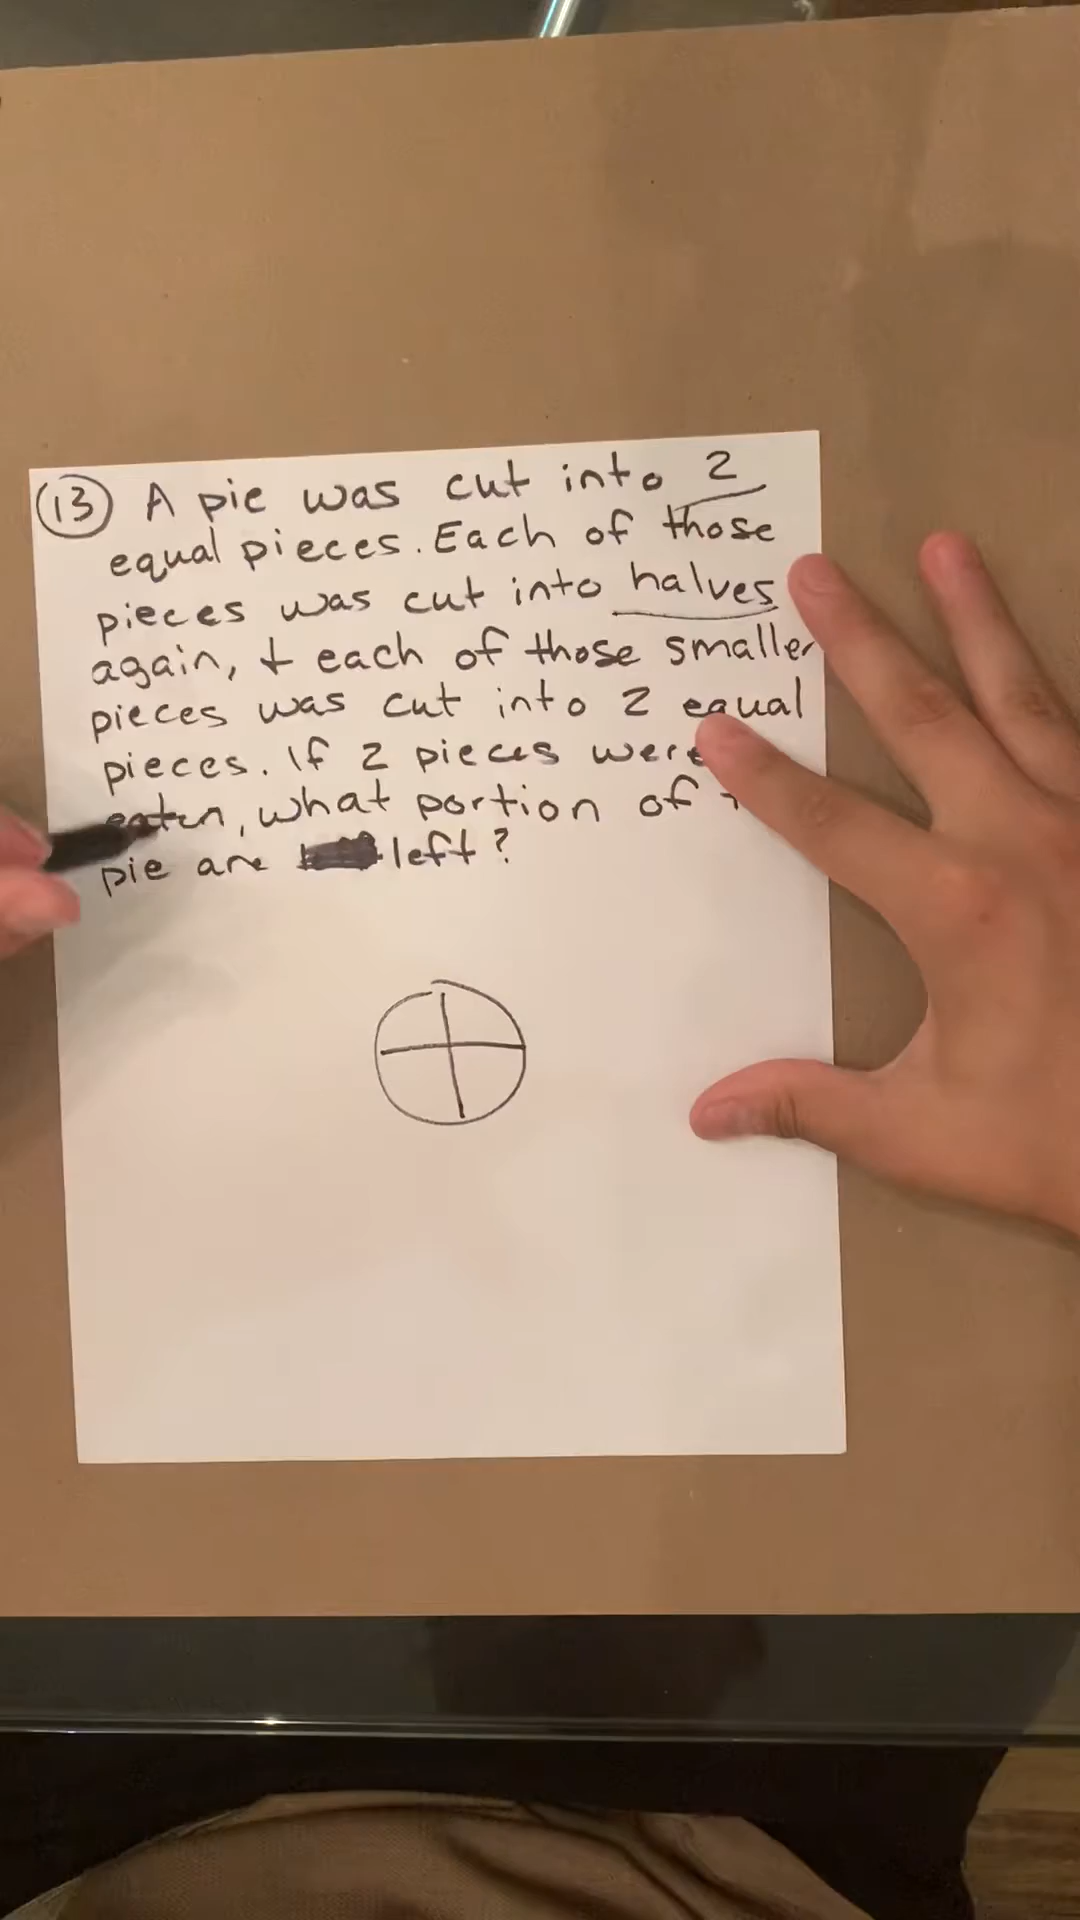 (13) A pie was cut into 2
equal pieces. Each of those
pieces was cut into halves
again, + each of those smaller
pieces was cut into 2 equal
pieces. If 2 pieces were
eaten, what portion of
pie are left?